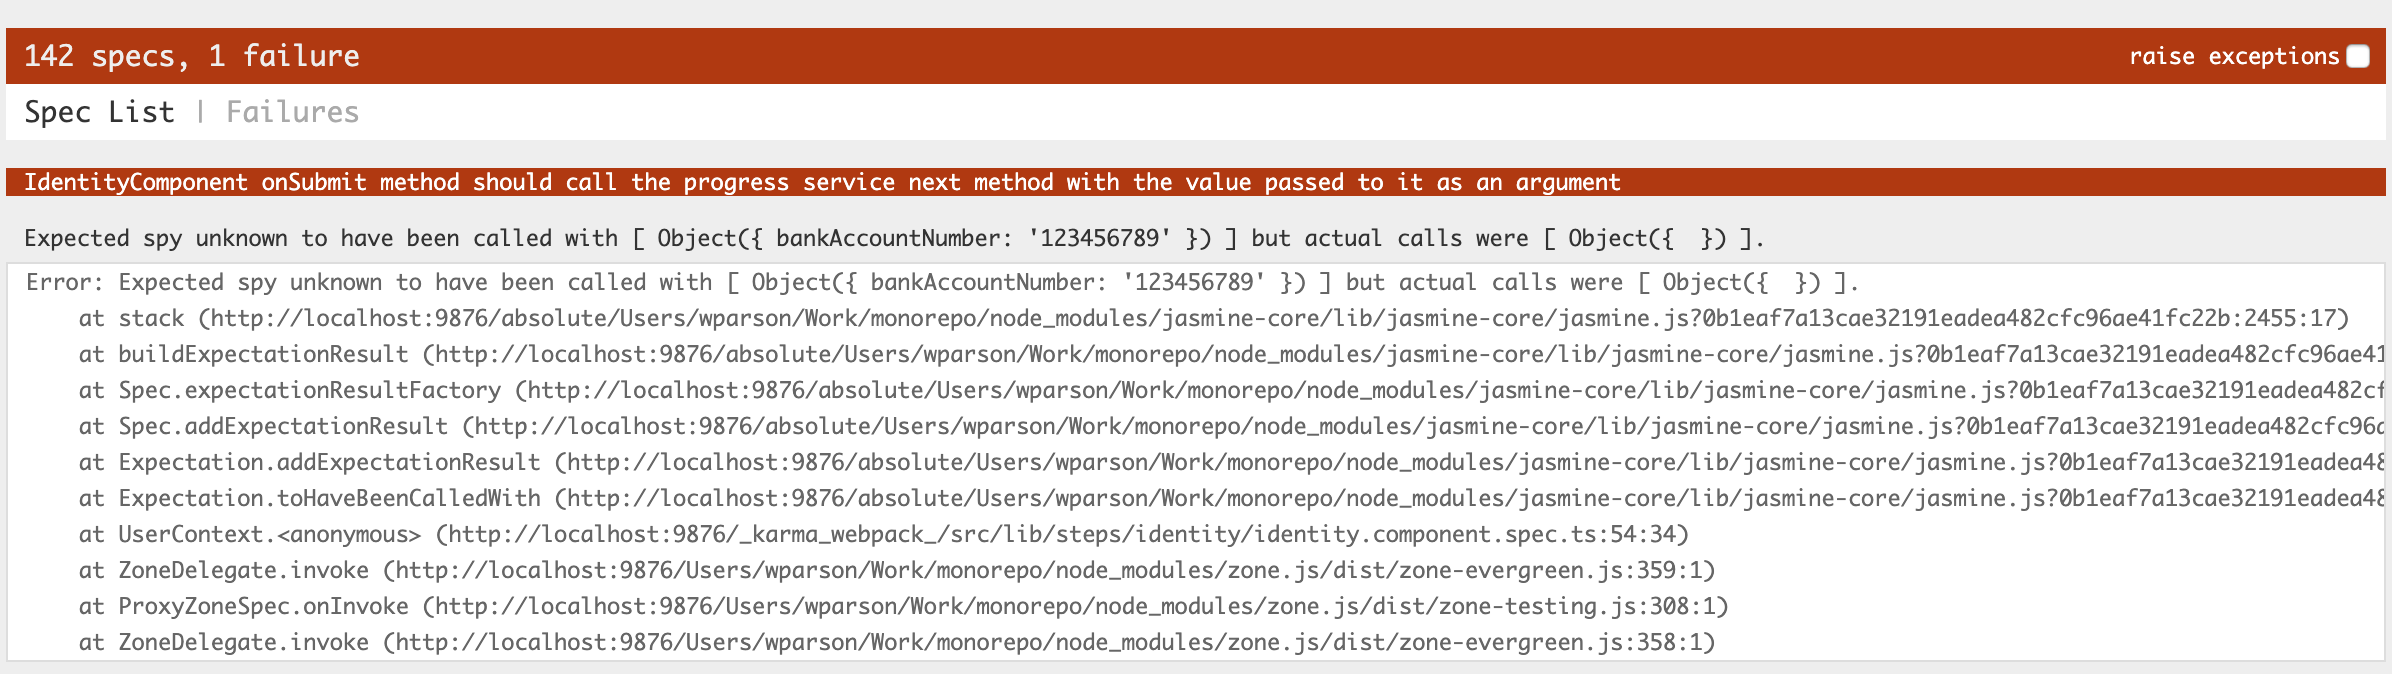 142 specs, 1 failure
raise exceptions
Spec List | Failures
IdentityComponent onSubmit method should call the progress service next method with the value passed to it as an argument
Expected spy unknown to have been called with [ Object({ bankAccountNumber: '123456789' }) ] but actual calls were [ Object({  }) ].
Error: Expected spy unknown to have been called with [ Object({ bankAccountNumber: '123456789' }) ] but actual calls were [ Object({  }) ].
at stack (http://localhost:9876/absolute/Users/wparson/Work/monorepo/node_modules/jasmine-core/lib/jasmine-core/jasmine.js?0b1eaf7a13cae32191eadea482cfc96ae41fc22b:2455:17)
at buildExpectationResult (http://localhost:9876/absolute/Users/wparson/Work/monorepo/node_modules/jasmine-core/lib/jasmine-core/jasmine.js?0b1eaf7a13cae32191eadea482cfc96ae41
at Spec.expectationResultFactory (http://localhost:9876/absolute/Users/wparson/Work/monorepo/node_modules/jasmine-core/lib/jasmine-core/jasmine.js?0b1eaf7a13cae32191eadea482cf
at Spec.addExpectationResult (http://localhost:9876/absolute/Users/wparson/Work/monorepo/node_modules/jasmine-core/lib/jasmine-core/jasmine.js?0b1eaf7a13cae32191eadea482cfc96a
at Expectation.addExpectationResult (http://localhost:9876/absolute/Users/wparson/Work/monorepo/node_modules/jasmine-core/lib/jasmine-core/jasmine.js?0b1eaf7a13cae32191eadea48
at Expectation.toHaveBeenCalledWith (http://localhost:9876/absolute/Users/wparson/Work/monorepo/node_modules/jasmine-core/lib/jasmine-core/jasmine.js?0b1eaf7a13cae32191eadea48
at UserContext.<anonymous> (http://localhost:9876/_karma_webpack_/src/lib/steps/identity/identity.component.spec.ts:54:34)
at ZoneDelegate.invoke (http://localhost:9876/Users/wparson/Work/monorepo/node_modules/zone.js/dist/zone-evergreen.js:359:1)
at ProxyZoneSpec.onInvoke (http://localhost:9876/Users/wparson/Work/monorepo/node_modules/zone.js/dist/zone-testing.js:308:1)
at ZoneDelegate.invoke (http://localhost:9876/Users/wparson/Work/monorepo/node_modules/zone.js/dist/zone-evergreen.js:358:1)